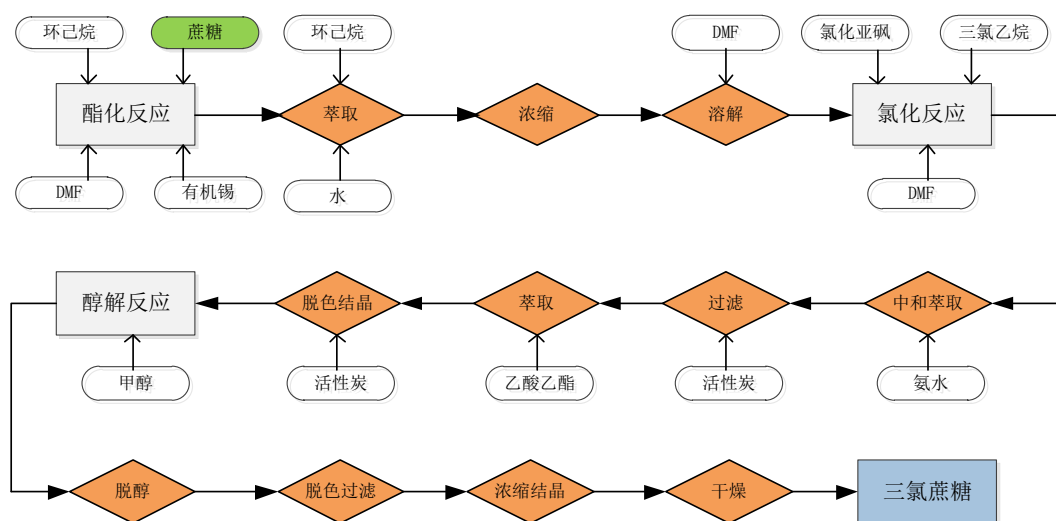 环己烷
蔗糖
环己烷
DMF
氯化亚砜
三氯乙烷
酯化反应
萃取
浓缩
溶解
氯化反应
DMF
有机锡
水
DMF
醇解反应
脱色结晶
萃取
过滤
中和萃取
甲醇
活性炭
乙酸乙酯
活性炭
氨水
脱醇
脱色过滤
浓缩结晶
干燥
三氯蔗糖